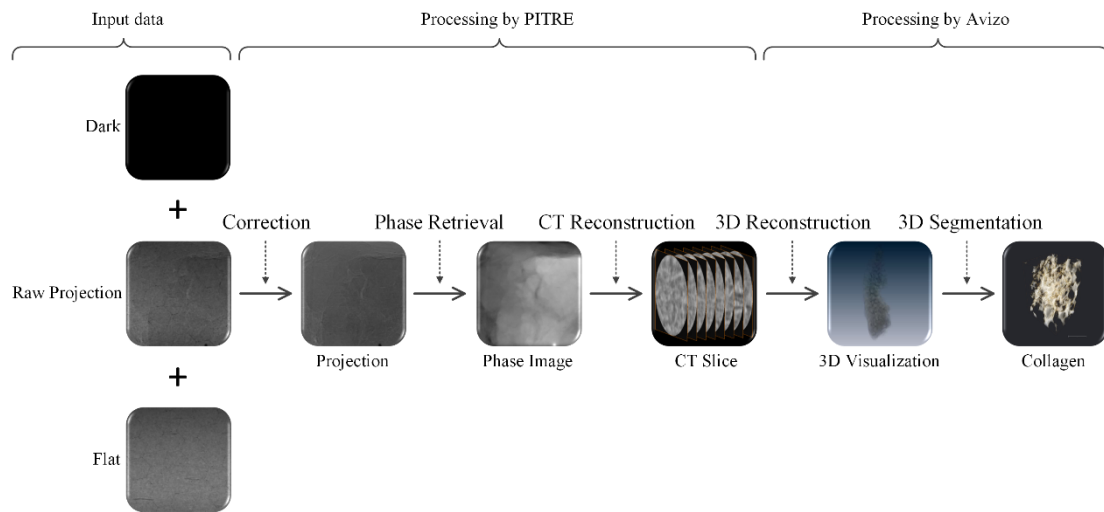 Input data
Processing by PITRE
Processing by Avizo
Dark
+
Correction
Phase Retrieval
CT Reconstruction
3D Reconstruction
3D Segmentation
Raw Projection
Projection
Phase Image
CT Slice
3D Visualization
Collagen
+
Flat